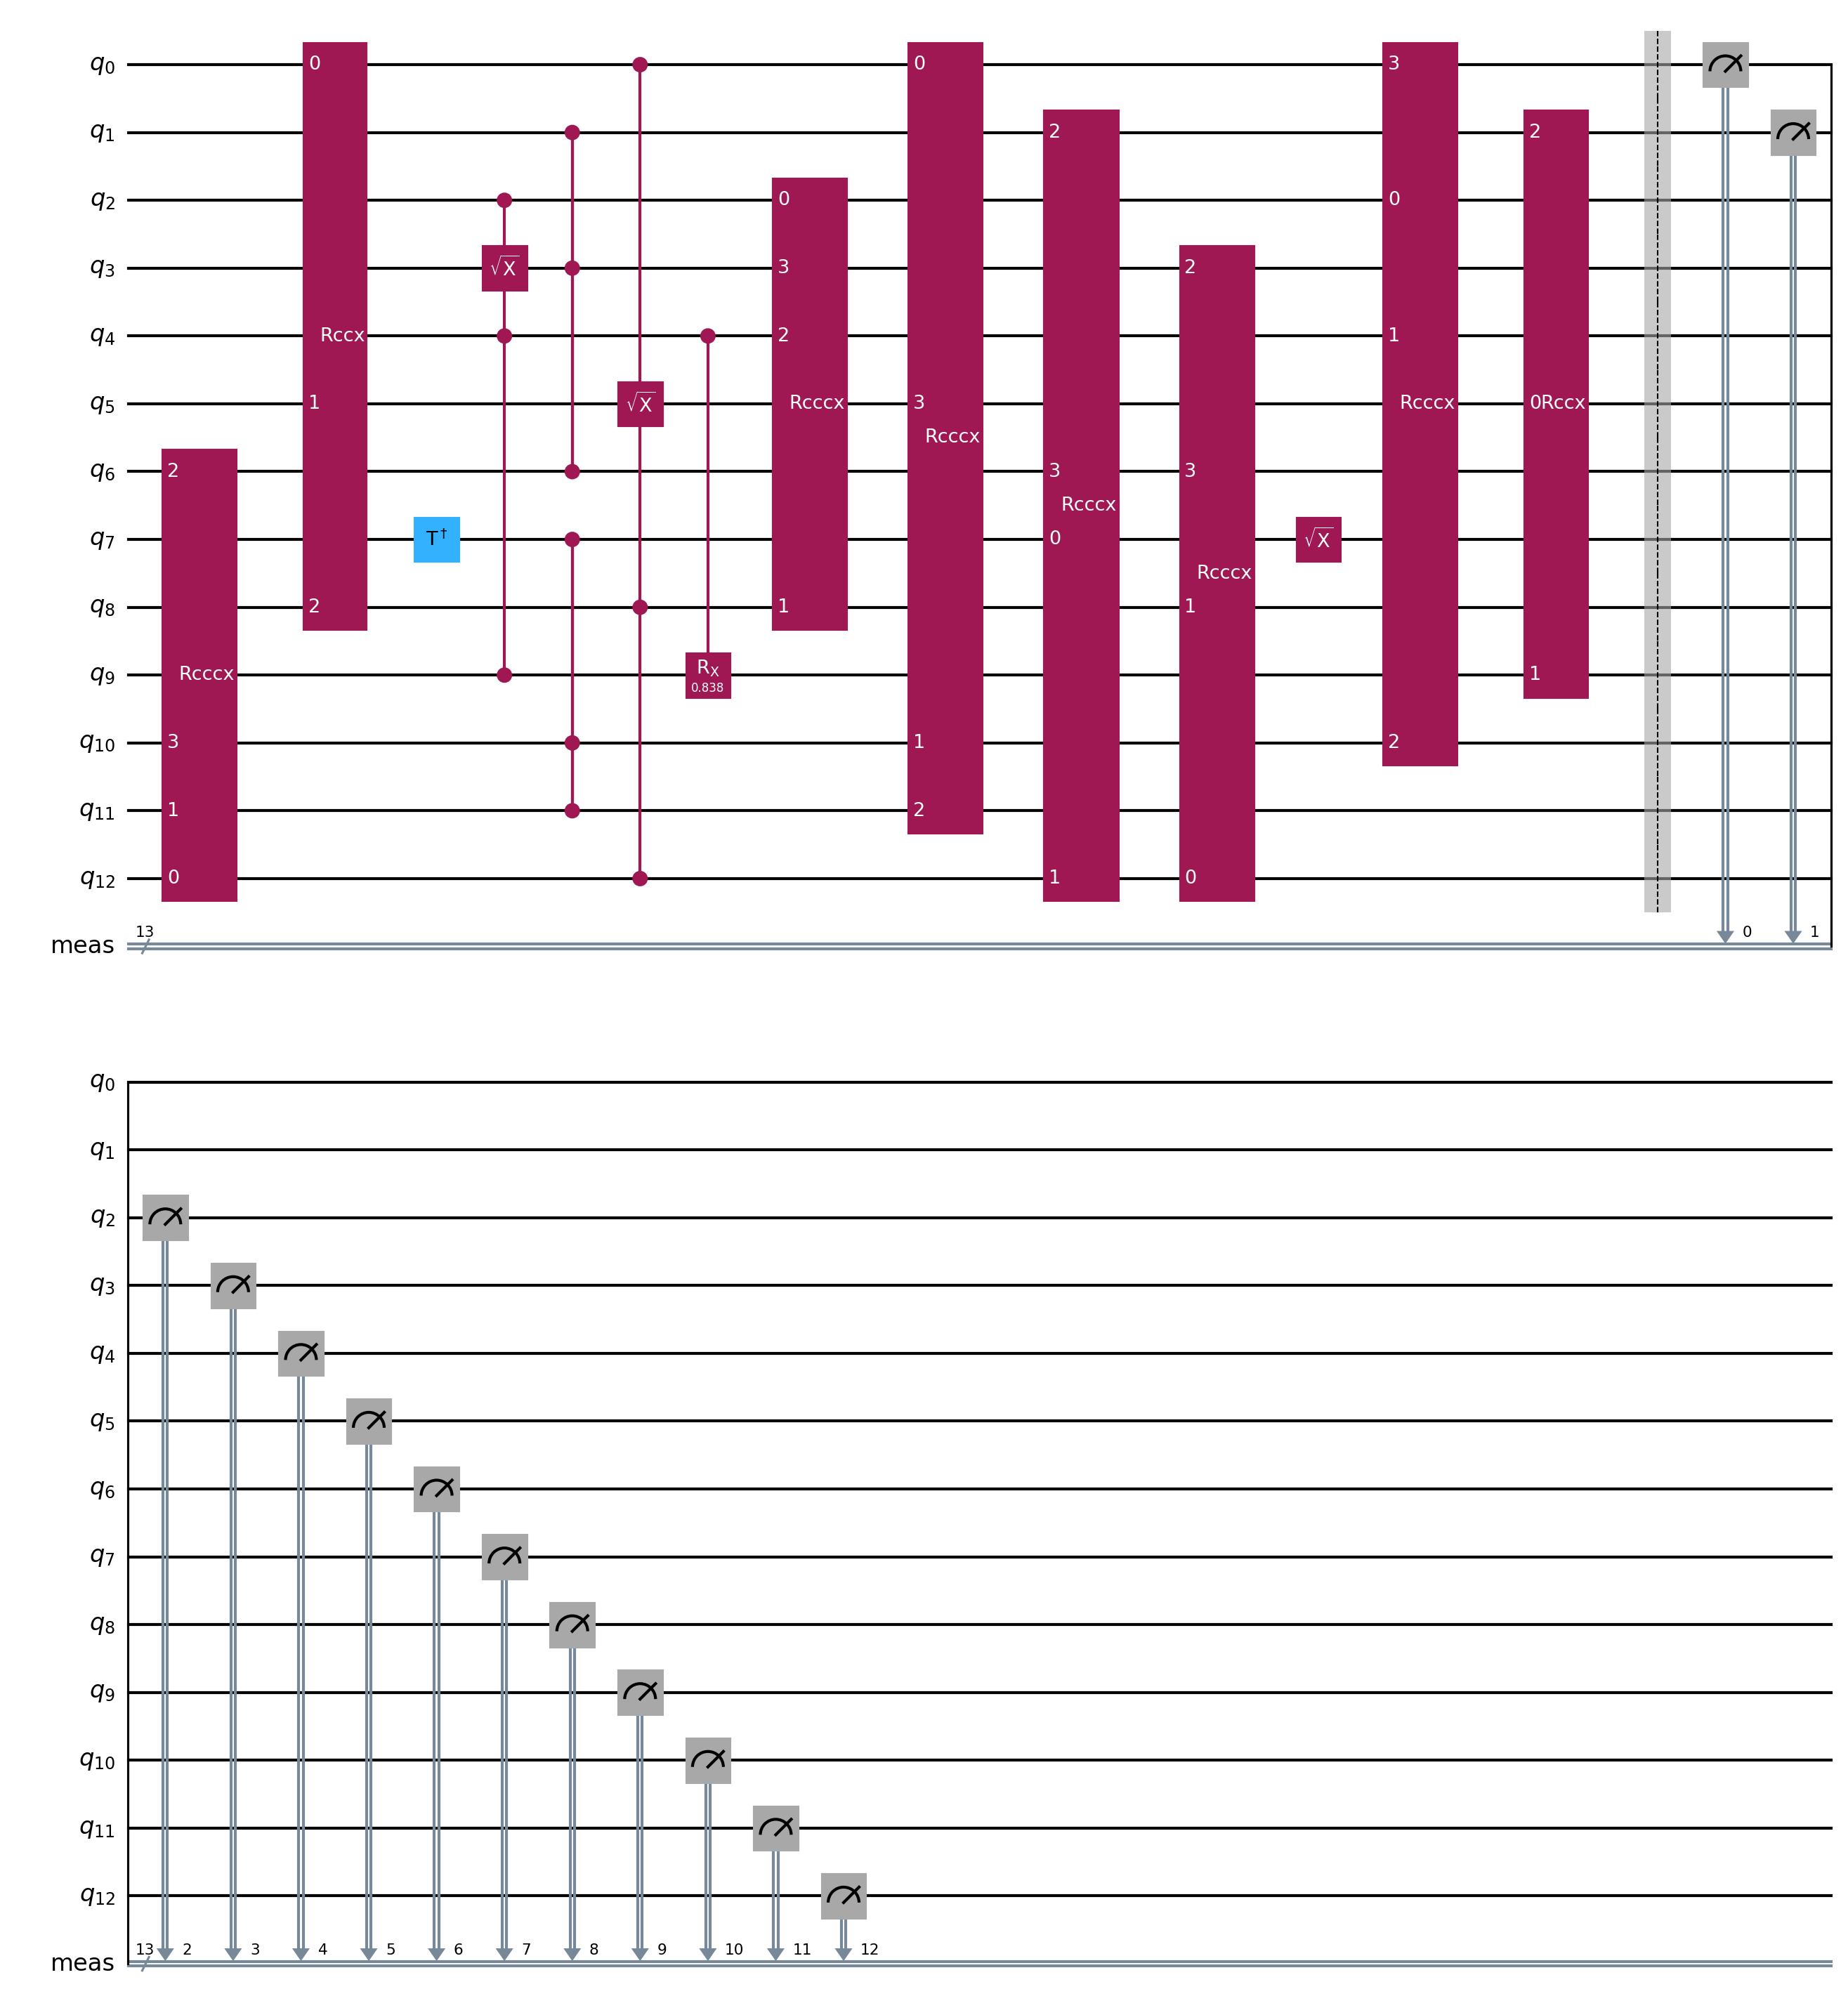 q0 0 0 3
q1 2 2
q2 0 0
q3 √X 3 2
q4 Rccx 2 1
q5 1 √X Rcccx 3 Rcccx 0Rccx
Rcccx
q6 2 3 3
Rcccx
q7 T† 0 √X
Rcccx
q8 2 1 1
q9 Rcccx RX 0.838 1
q10 3 1 2
q11 1 2
q12 0 1 0
meas 13 0 1
q0
q1
q2
q3
q4
q5
q6
q7
q8
q9
q10
q11
q12
meas 13 2 3 4 5 6 7 8 9 10 11 12